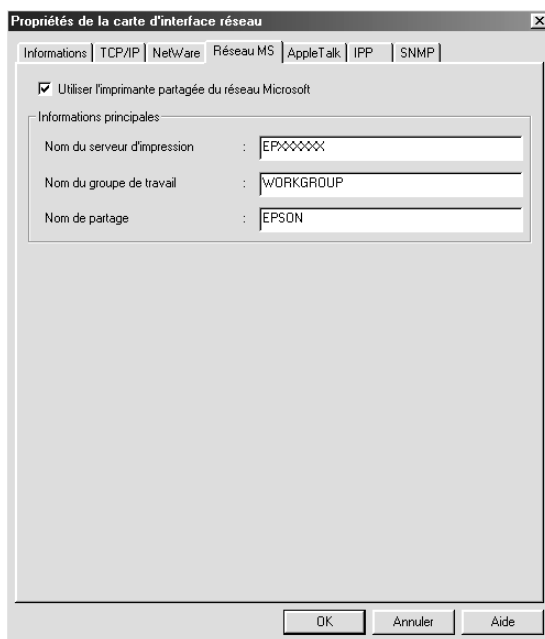 Propriétés de la carte d'interface réseau
Informations TCP/IP NetWare Réseau MS AppleTalk IPP SNMP
Utiliser l'imprimante partagée du réseau Microsoft
Informations principales
Nom du serveur d'impression : EPXXXXXX
Nom du groupe de travail : WORKGROUP
Nom de partage : EPSON
OK Annuler Aide